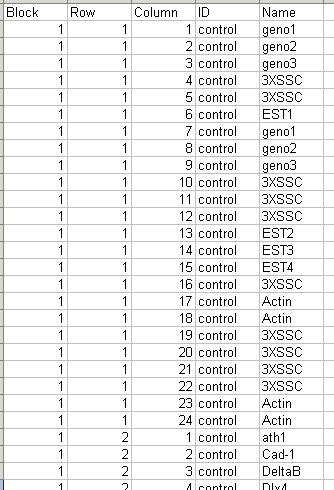 Block Row Column ID Name
1 1 1 control geno1
1 1 2 control geno2
1 1 3 control geno3
1 1 4 control 3XSSC
1 1 5 control 3XSSC
1 1 6 control EST1
1 1 7 control geno1
1 1 8 control geno2
1 1 9 control geno3
1 1 10 control 3XSSC
1 1 11 control 3XSSC
1 1 12 control 3XSSC
1 1 13 control EST2
1 1 14 control EST3
1 1 15 control EST4
1 1 16 control 3XSSC
1 1 17 control Actin
1 1 18 control Actin
1 1 19 control 3XSSC
1 1 20 control 3XSSC
1 1 21 control 3XSSC
1 1 22 control 3XSSC
1 1 23 control Actin
1 1 24 control Actin
1 2 1 control ath1
1 2 2 control Cad-1
1 2 3 control DeltaB
1 2 4 control Dlx4